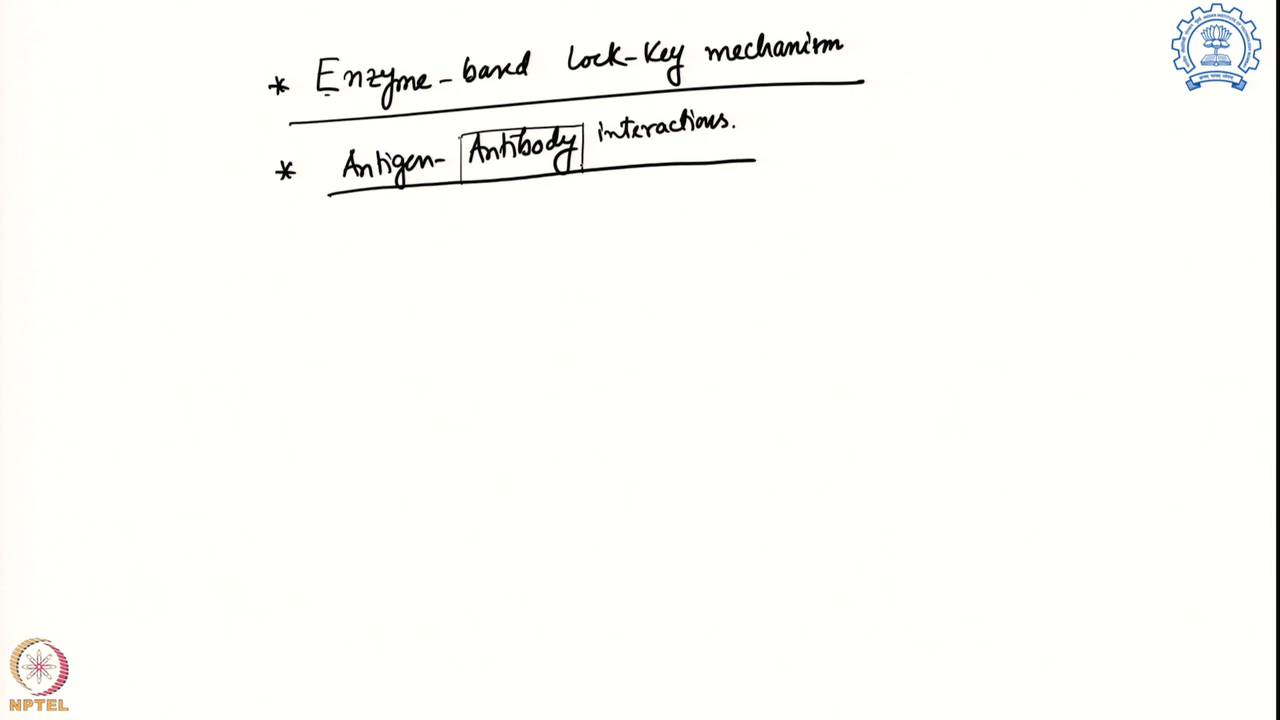 * Enzyme-based Lock-Key mechanism
* Antigen-Antibody interactions.
NPTEL